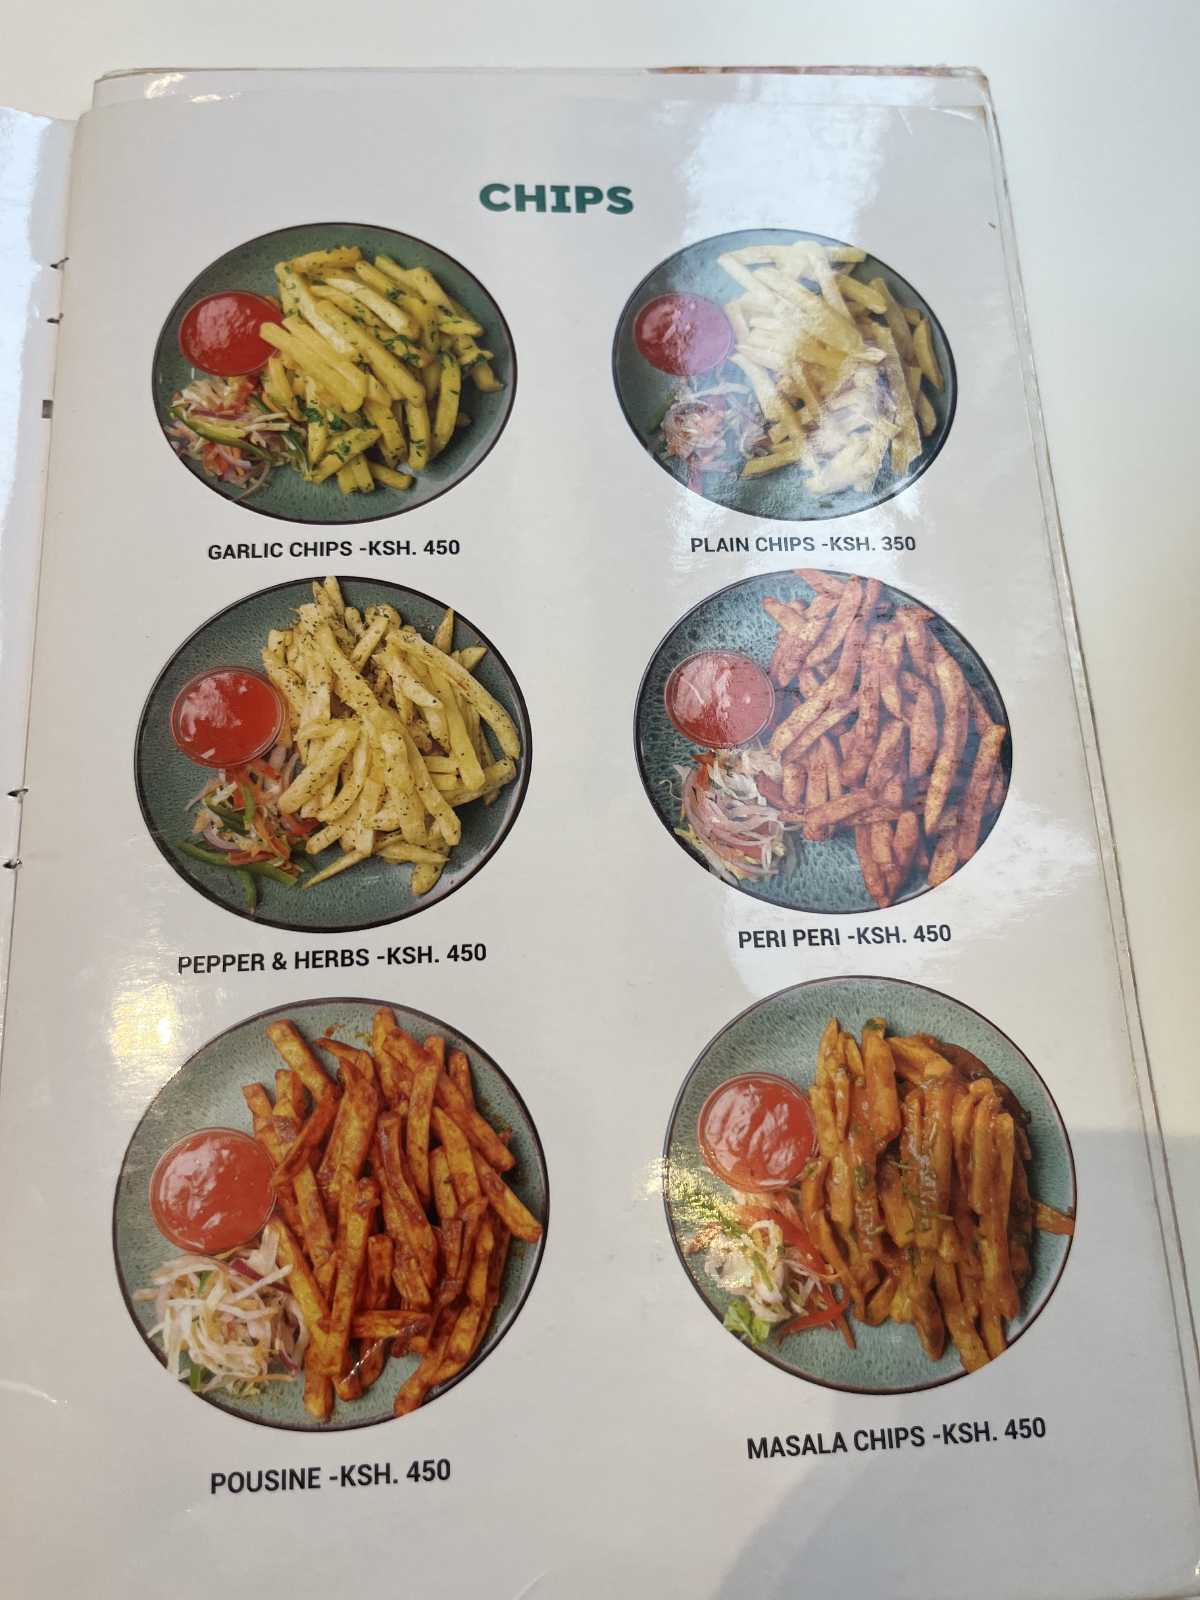 CHIPS
GARLIC CHIPS -KSH. 450
PLAIN CHIPS -KSH. 350
PEPPER & HERBS -KSH. 450
PERI PERI -KSH. 450
POUSINE -KSH. 450
MASALA CHIPS -KSH. 450